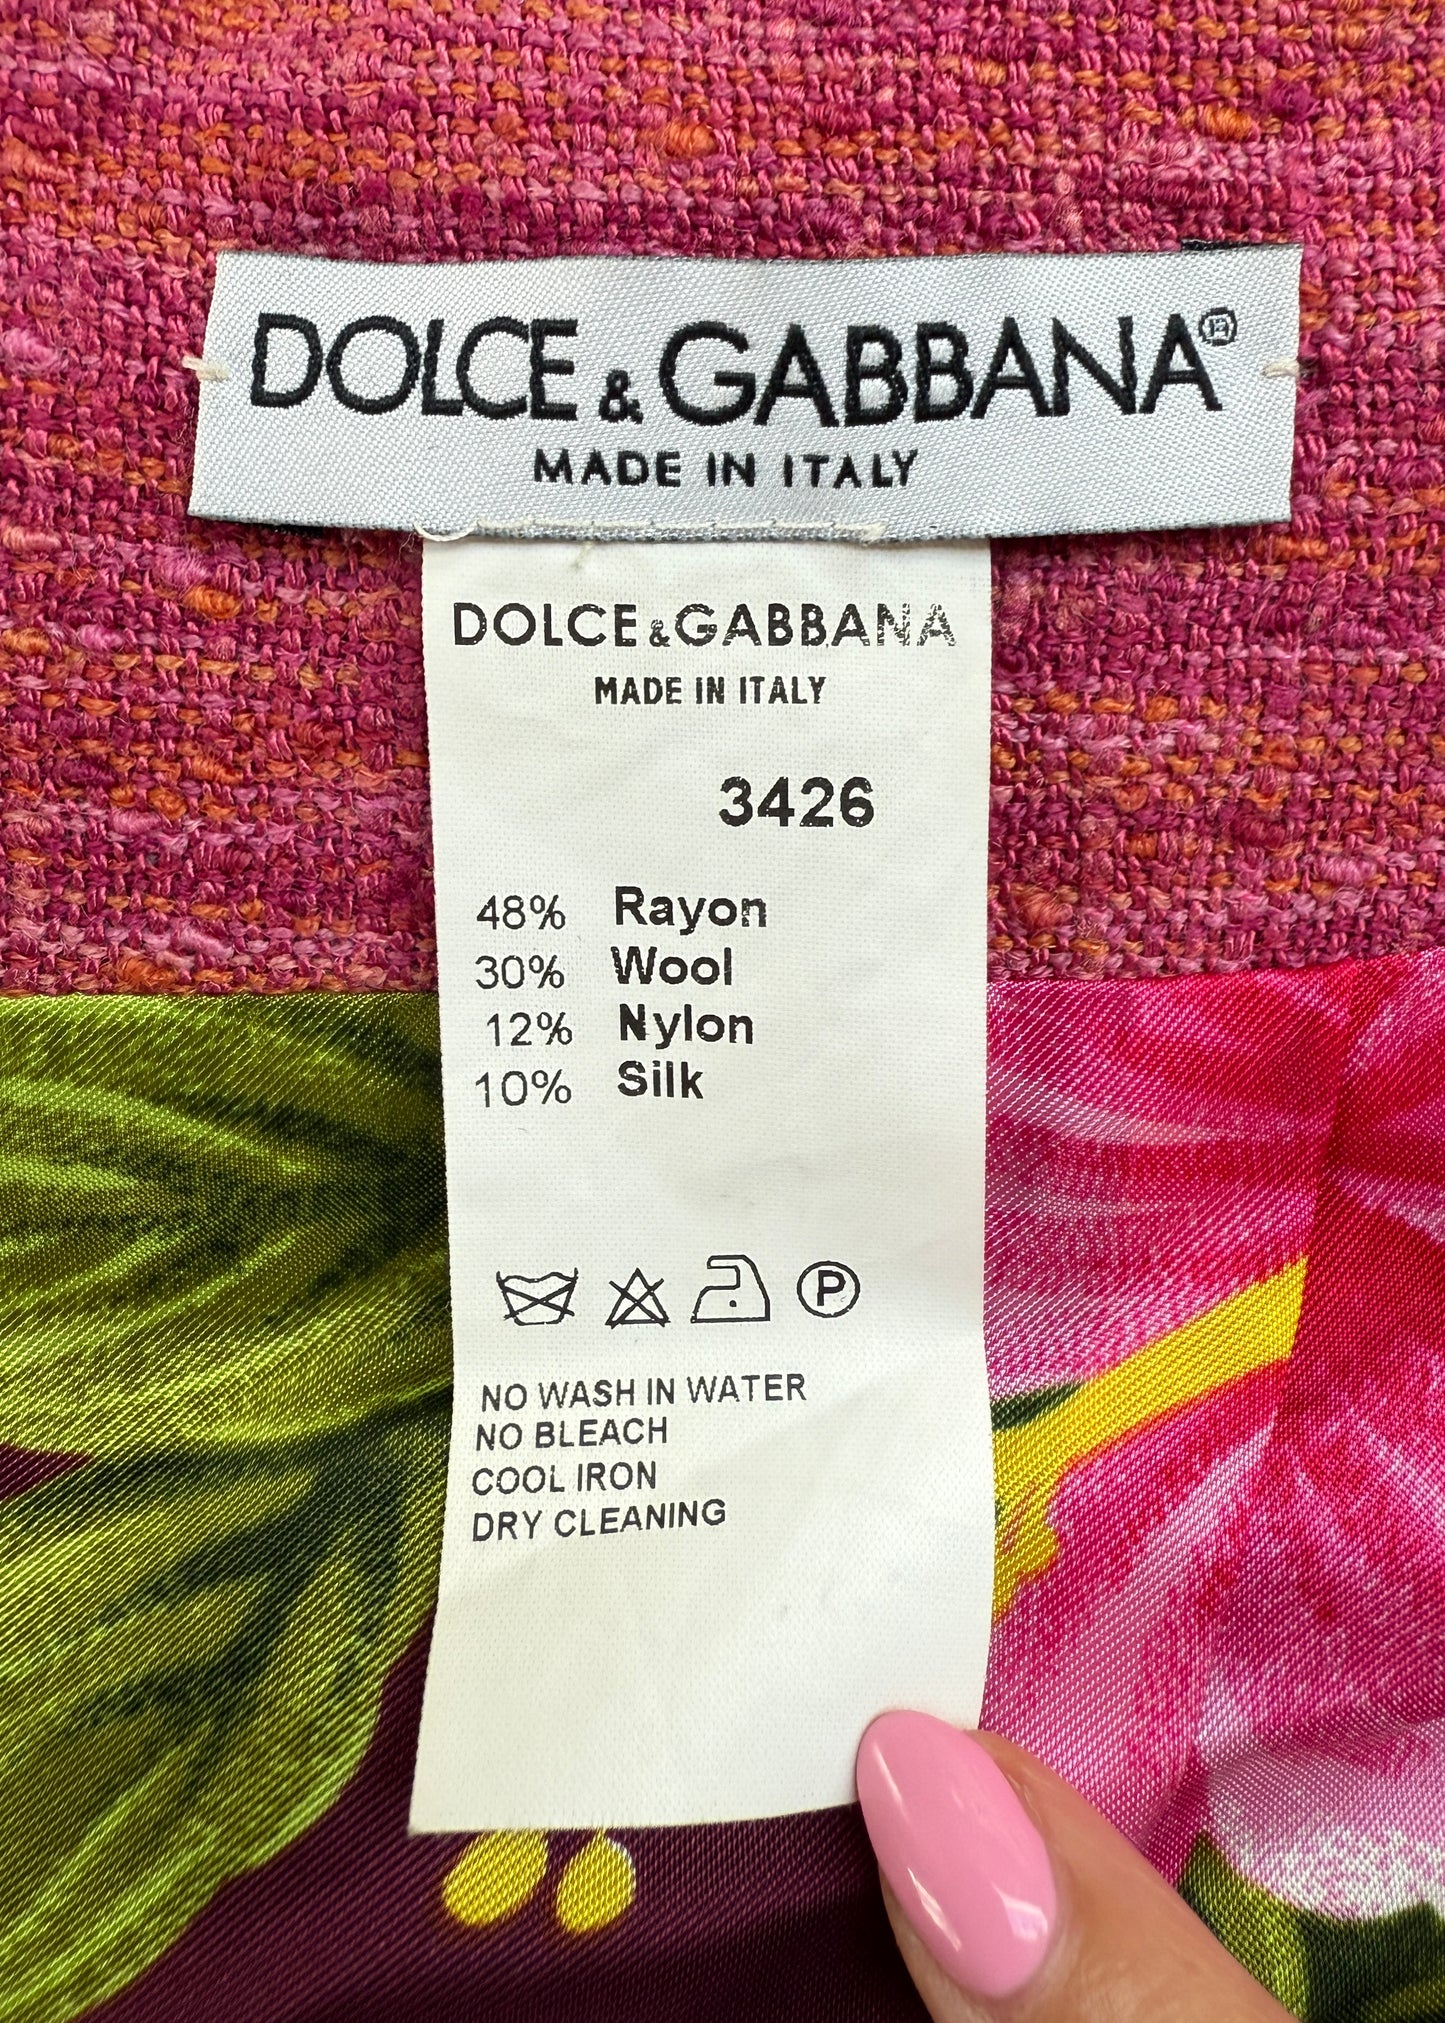 DOLCE & GABBANA®
MADE IN ITALY
DOLCE & GABBANA
MADE IN ITALY
3426
48% Rayon
30% Wool
12% Nylon
10% Silk
P
NO WASH IN WATER
NO BLEACH
COOL IRON
DRY CLEANING